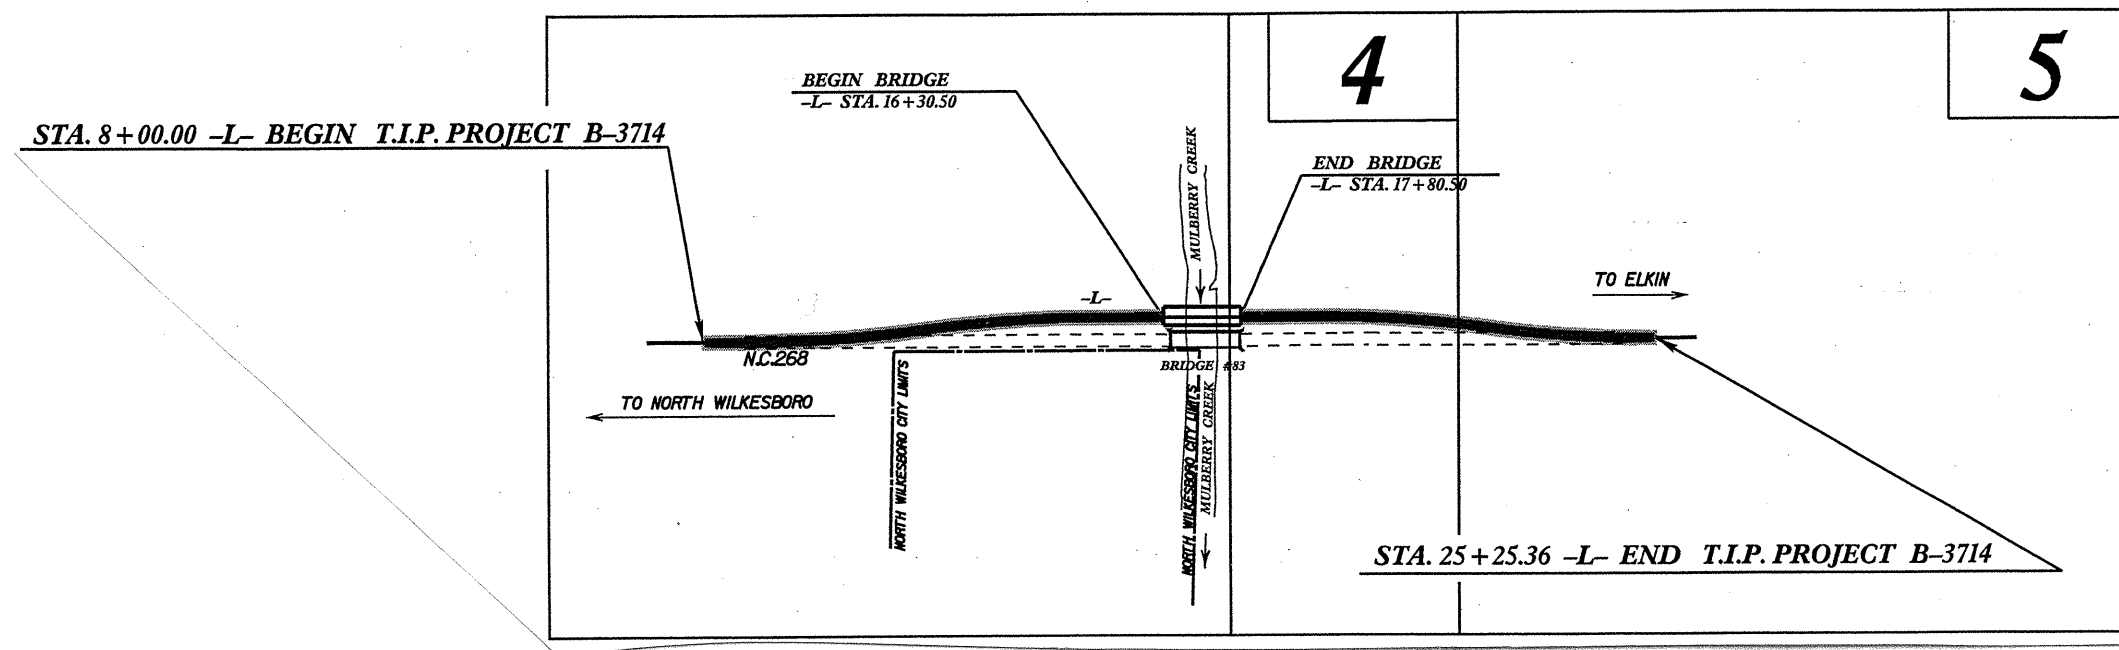 4
5
BEGIN BRIDGE
-L- STA. 16+30.50
STA. 8+00.00 -L- BEGIN T.I.P. PROJECT B-3714
MULBERRY CREEK
END BRIDGE
-L- STA. 17+80.50
TO ELKIN
-L-
N.C.268
BRIDGE #83
TO NORTH WILKESBORO
NORTH WILKESBORO CITY LIMITS
NORTH WILKESBORO CITY LIMITS
MULBERRY CREEK
STA. 25+25.36 -L- END T.I.P. PROJECT B-3714